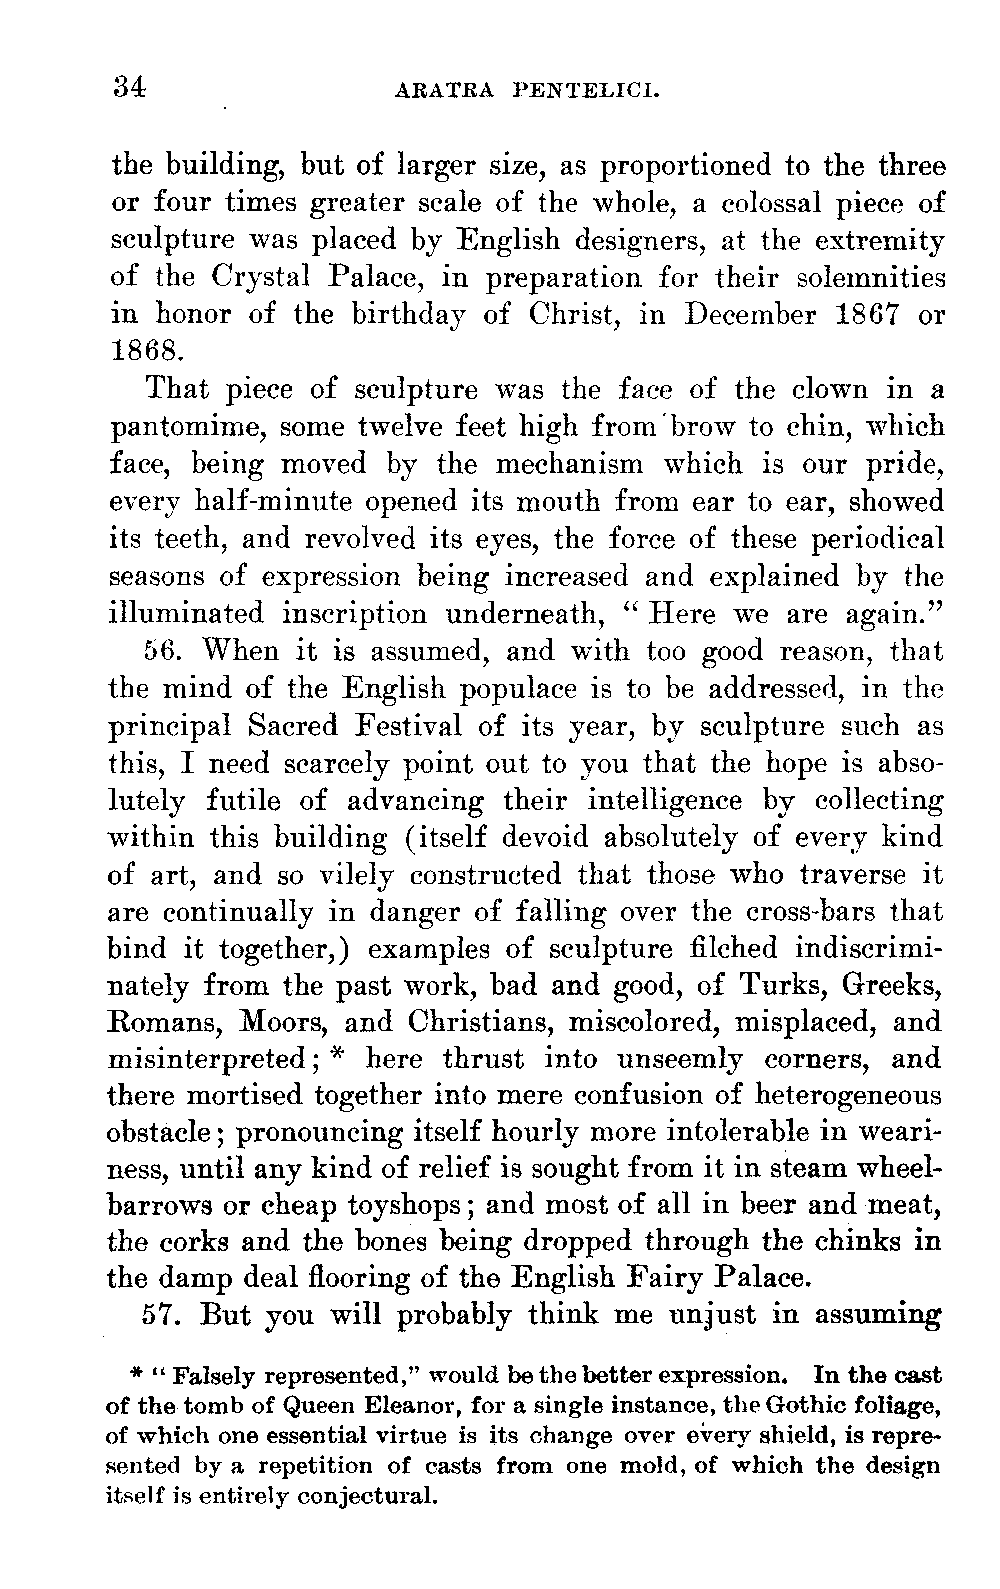 34 ARATRA PENTELICI.
the building, but of larger size, as proportioned to the three
or four times greater scale of the whole, a colossal piece of
sculpture was placed by English designers, at the extremity
of the Crystal Palace, in preparation for their solemnities
in honor of the birthday of Christ, in December 1867 or
1868.
That piece of sculpture was the face of the clown in a
pantomime, some twelve feet high from brow to chin, which
face, being moved by the mechanism which is our pride,
every half-minute opened its mouth from ear to ear, showed
its teeth, and revolved its eyes, the force of these periodical
seasons of expression being increased and explained by the
illuminated inscription underneath, “Here we are again.”
56. When it is assumed, and with too good reason, that
the mind of the English populace is to be addressed, in the
principal Sacred Festival of its year, by sculpture such as
this, I need scarcely point out to you that the hope is abso-
lutely futile of advancing their intelligence by collecting
within this building (itself devoid absolutely of every kind
of art, and so vilely constructed that those who traverse it
are continually in danger of falling over the cross-bars that
bind it together,) examples of sculpture filched indiscrimi-
nately from the past work, bad and good, of Turks, Greeks,
Romans, Moors, and Christians, miscolored, misplaced, and
misinterpreted; * here thrust into unseemly corners, and
there mortised together into mere confusion of heterogeneous
obstacle; pronouncing itself hourly more intolerable in weari-
ness, until any kind of relief is sought from it in steam wheel-
barrows or cheap toyshops; and most of all in beer and meat,
the corks and the bones being dropped through the chinks in
the damp deal flooring of the English Fairy Palace.
57. But you will probably think me unjust in assuming
* “Falsely represented,” would be the better expression. In the cast
of the tomb of Queen Eleanor, for a single instance, the Gothic foliage,
of which one essential virtue is its change over every shield, is repre-
sented by a repetition of casts from one mold, of which the design
itself is entirely conjectural.